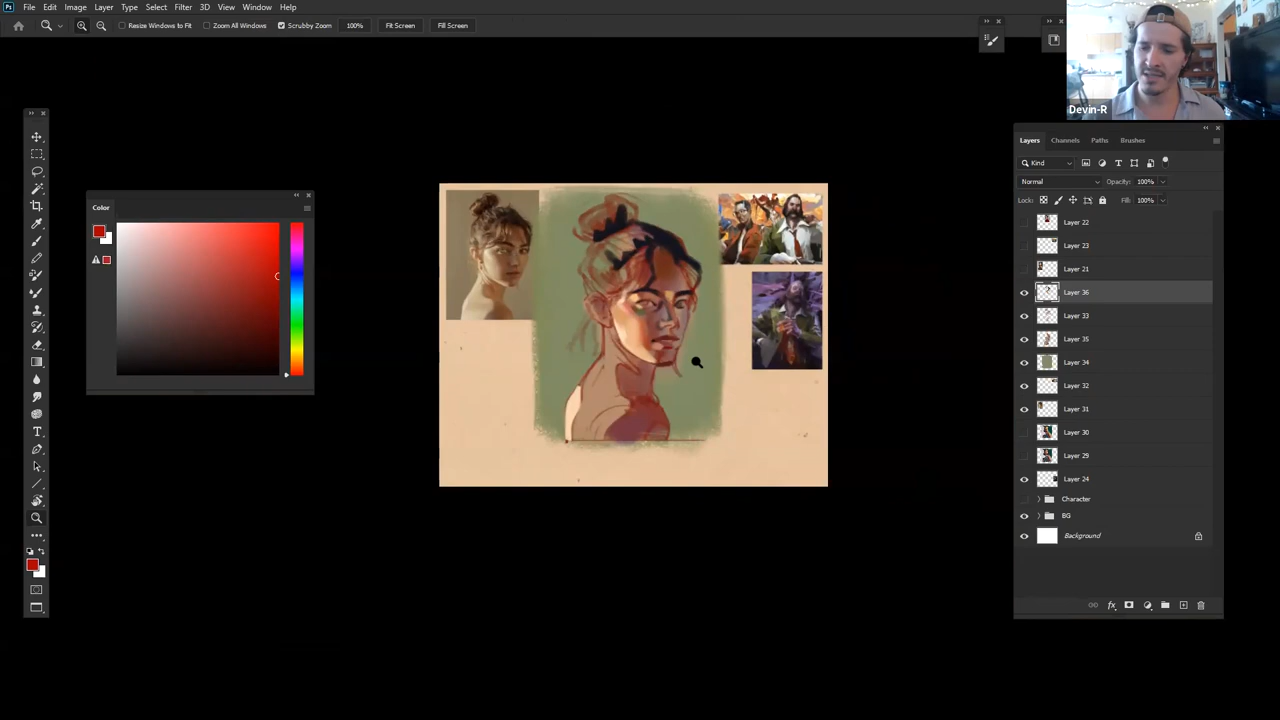 Ps File Edit Image Layer Type Select Filter 3D View Window Help
Resize Windows to Fit Zoom All Windows Scrubby Zoom 100% Fit Screen Fill Screen
Devin-R
Color
Layers Channels Paths Brushes
Kind
Normal Opacity: 100%
Lock: Fill: 100%
Layer 22
Layer 23
Layer 21
Layer 36
Layer 33
Layer 35
Layer 34
Layer 32
Layer 31
Layer 30
Layer 29
Layer 24
Character
BG
Background
fx